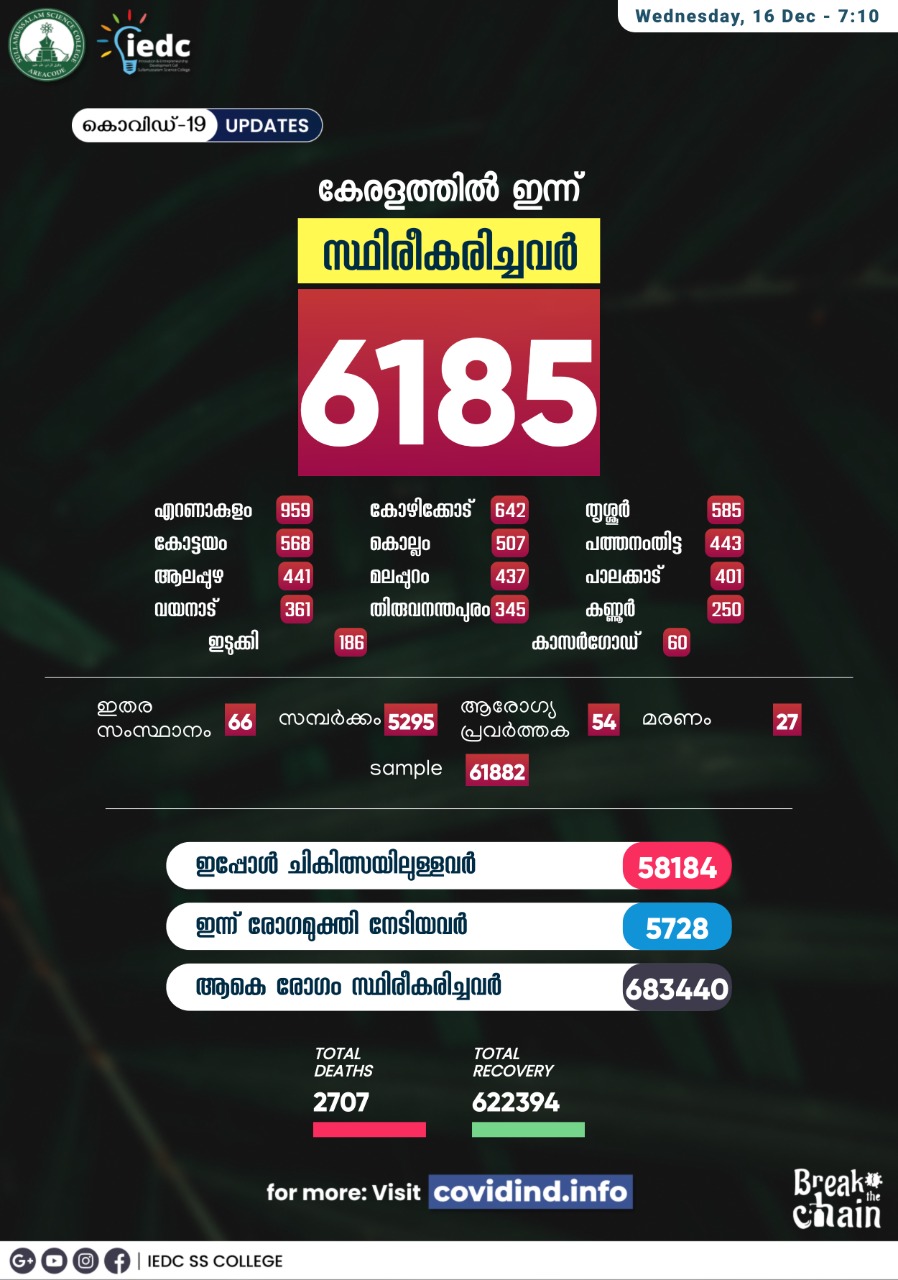 Wednesday, 16 Dec - 7:10
SULLAMUSSALAM SCIENCE COLLEGE
AREACODE
iedc
കൊവിഡ്-19 UPDATES
കേരളത്തിൽ ഇന്ന്
സ്ഥിരീകരിച്ചവർ
6185
എറണാകുളം 959 കോഴിക്കോട് 642 തൃശ്ശൂർ 585
കോട്ടയം 568 കൊല്ലം 507 പത്തനംതിട്ട 443
ആലപ്പുഴ 441 മലപ്പുറം 437 പാലക്കാട് 401
വയനാട് 361 തിരുവനന്തപുരം 345 കണ്ണൂർ 250
ഇടുക്കി 186 കാസർഗോഡ് 60
ഇതര
സംസ്ഥാനം 66
സമ്പർക്കം 5295
ആരോഗ്യ
പ്രവർത്തക 54
മരണം 27
sample 61882
ഇപ്പോൾ ചികിത്സയിലുള്ളവർ 58184
ഇന്ന് രോഗമുക്തി നേടിയവർ 5728
ആകെ രോഗം സ്ഥിരീകരിച്ചവർ 683440
TOTAL
DEATHS
2707
TOTAL
RECOVERY
622394
for more: Visit covidind.info
Break
the
chain
G+ f | IEDC SS COLLEGE